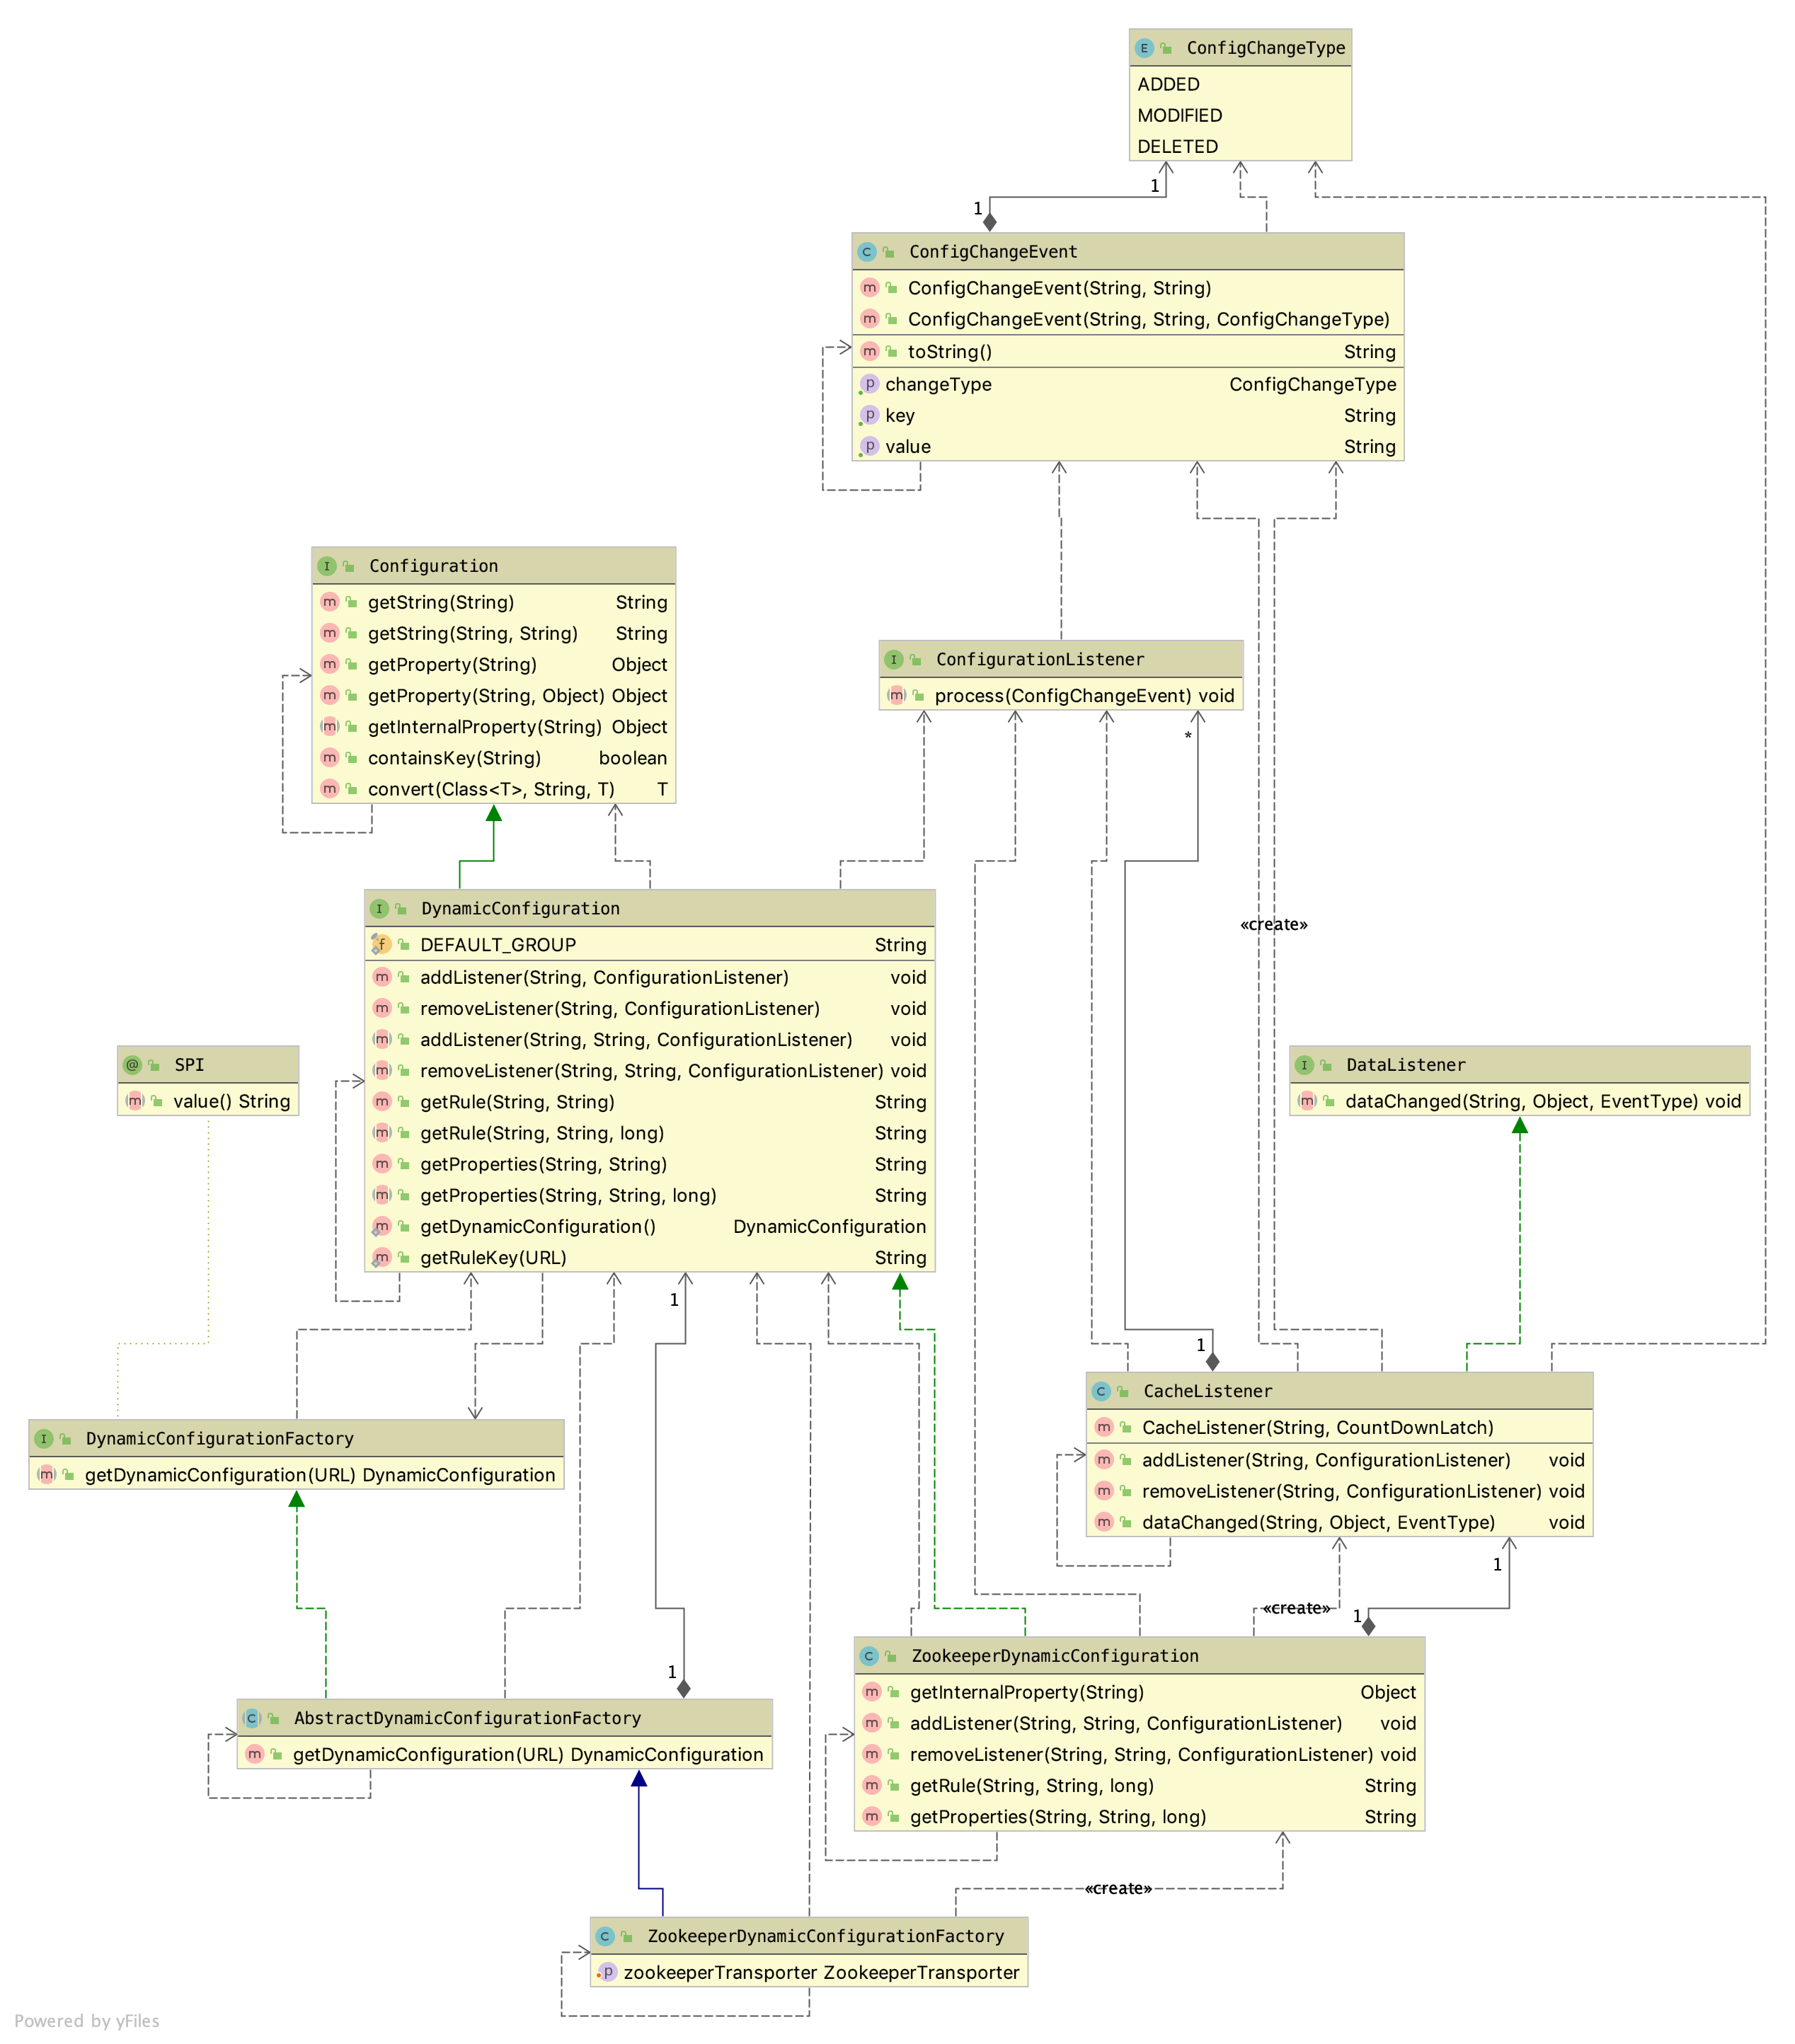 E ConfigChangeType
ADDED
MODIFIED
DELETED
1
1
C ConfigChangeEvent
m ConfigChangeEvent(String, String)
m ConfigChangeEvent(String, String, ConfigChangeType)
m toString() String
p changeType ConfigChangeType
p key String
p value String
I Configuration
m getString(String) String
m getString(String, String) String
m getProperty(String) Object
m getProperty(String, Object) Object
m getInternalProperty(String) Object
m containsKey(String) boolean
m convert(Class<T>, String, T) T
I ConfigurationListener
m process(ConfigChangeEvent) void
*
I DynamicConfiguration
f DEFAULT_GROUP String
m addListener(String, ConfigurationListener) void
m removeListener(String, ConfigurationListener) void
m addListener(String, String, ConfigurationListener) void
m removeListener(String, String, ConfigurationListener) void
m getRule(String, String) String
m getRule(String, String, long) String
m getProperties(String, String) String
m getProperties(String, String, long) String
m getDynamicConfiguration() DynamicConfiguration
m getRuleKey(URL) String
«create»
@ SPI
m value() String
I DataListener
m dataChanged(String, Object, EventType) void
1
1
C CacheListener
m CacheListener(String, CountDownLatch)
m addListener(String, ConfigurationListener) void
m removeListener(String, ConfigurationListener) void
m dataChanged(String, Object, EventType) void
I DynamicConfigurationFactory
m getDynamicConfiguration(URL) DynamicConfiguration
1
«create»
1
C ZookeeperDynamicConfiguration
m getInternalProperty(String) Object
m addListener(String, String, ConfigurationListener) void
m removeListener(String, String, ConfigurationListener) void
m getRule(String, String, long) String
m getProperties(String, String, long) String
1
C AbstractDynamicConfigurationFactory
m getDynamicConfiguration(URL) DynamicConfiguration
«create»
C ZookeeperDynamicConfigurationFactory
p zookeeperTransporter ZookeeperTransporter
Powered by yFiles